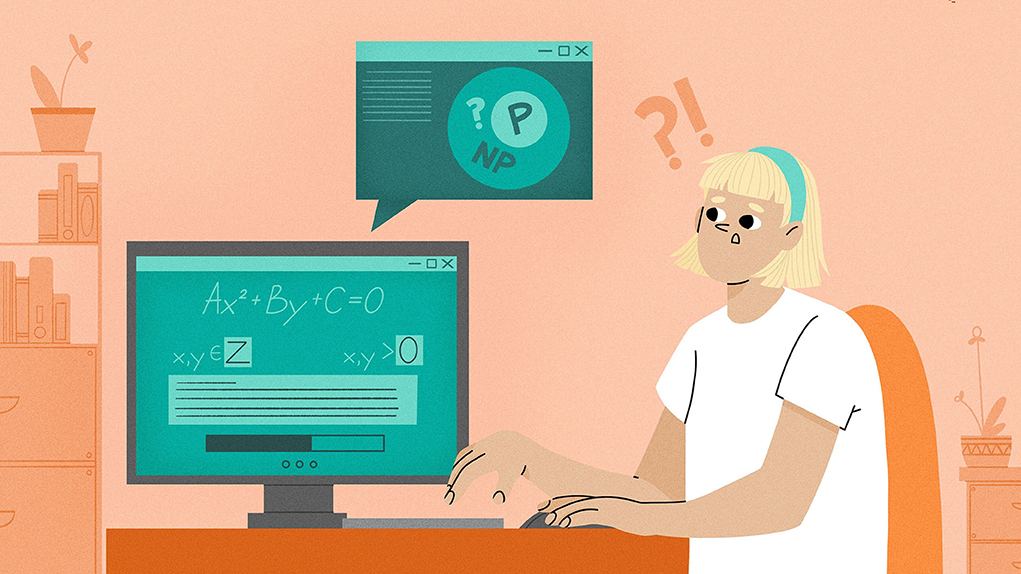 ? P
NP
?!
Ax² + By + C = 0
x, y ∈ Z
x, y > 0